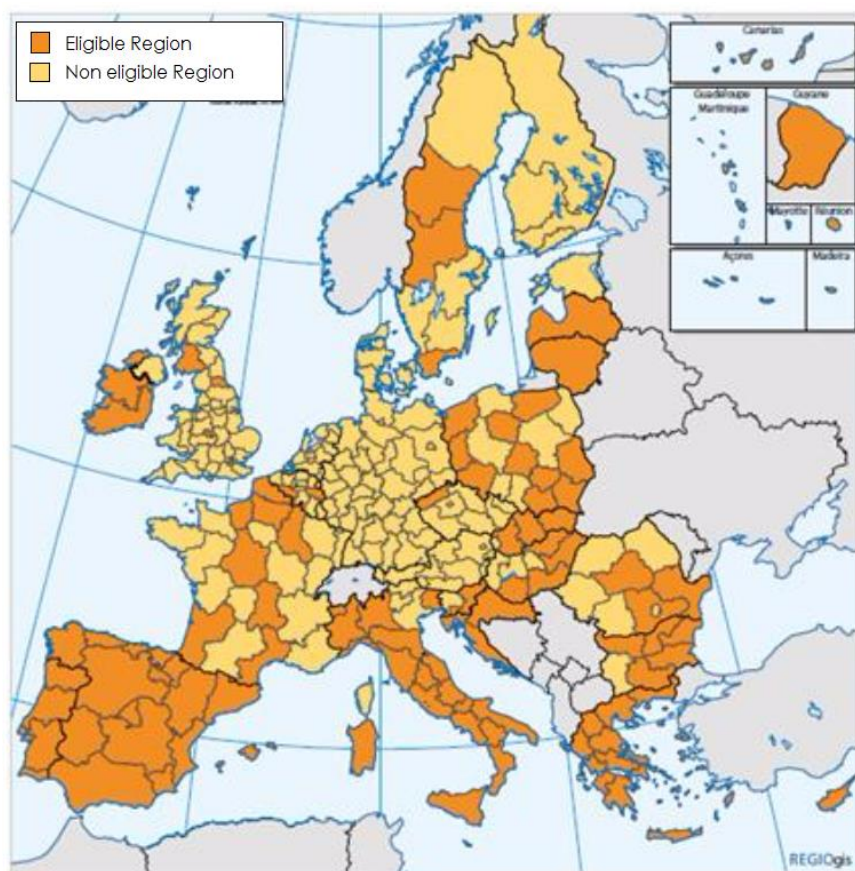 Eligible Region
Non eligible Region
Canarias
Guadeloupe
Martinique
Guyane
Mayotte
Réunion
Açores
Madeira
REGIOgis